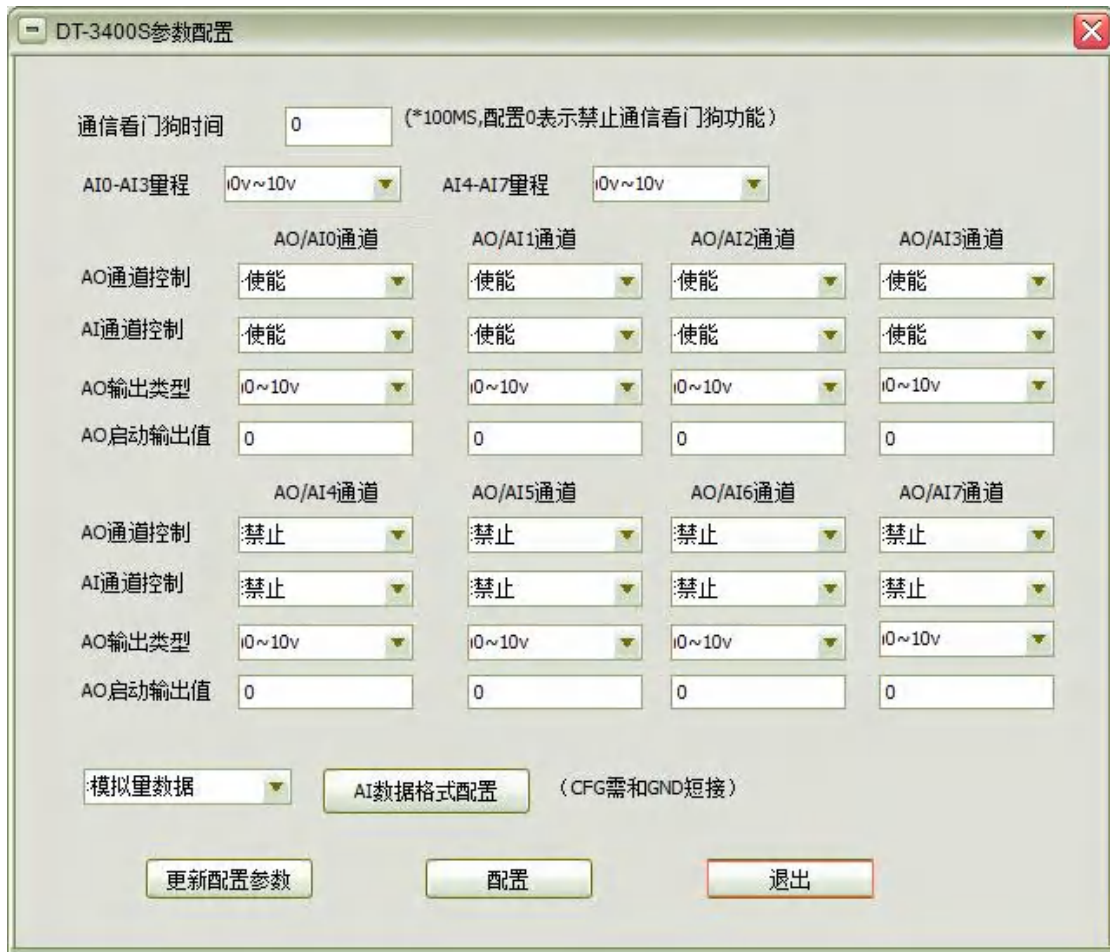 DT-3400S参数配置
通信看门狗时间 0 (*100MS,配置0表示禁止通信看门狗功能)
AI0-AI3量程 0v~10v AI4-AI7量程 0v~10v
AO/AI0通道 AO/AI1通道 AO/AI2通道 AO/AI3通道
AO通道控制 使能 使能 使能 使能
AI通道控制 使能 使能 使能 使能
AO输出类型 0~10v 0~10v 0~10v 0~10v
AO启动输出值 0 0 0 0
AO/AI4通道 AO/AI5通道 AO/AI6通道 AO/AI7通道
AO通道控制 禁止 禁止 禁止 禁止
AI通道控制 禁止 禁止 禁止 禁止
AO输出类型 0~10v 0~10v 0~10v 0~10v
AO启动输出值 0 0 0 0
模拟量数据 AI数据格式配置 (CFG需和GND短接)
更新配置参数 配置 退出